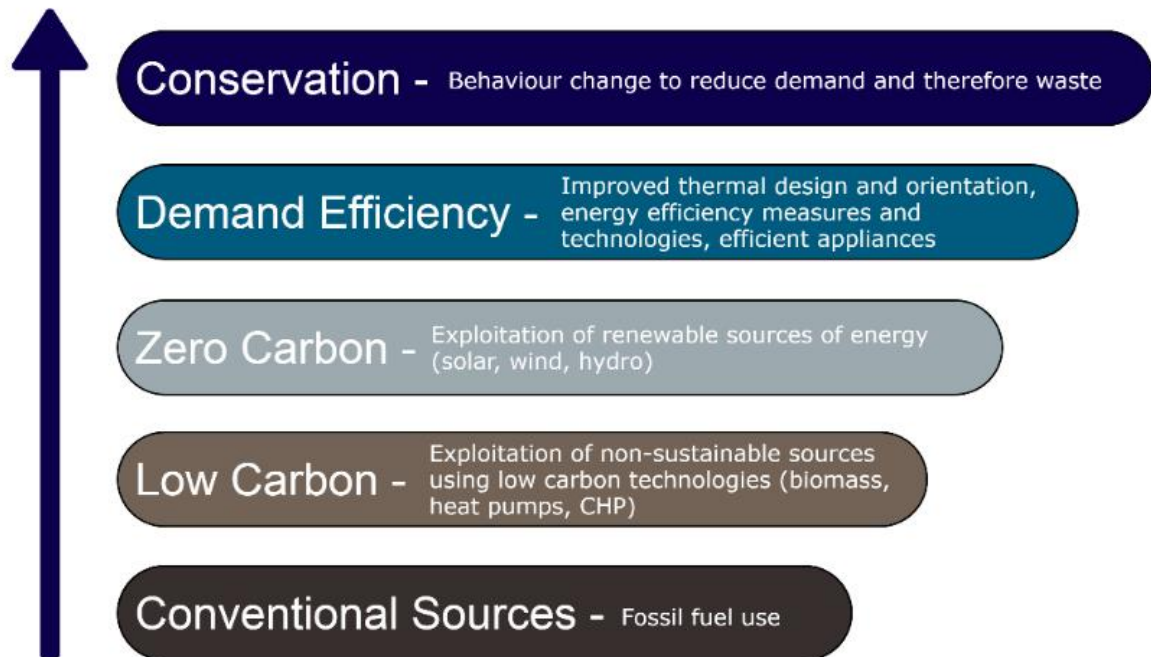 Conservation - Behaviour change to reduce demand and therefore waste
Demand Efficiency - Improved thermal design and orientation,
energy efficiency measures and
technologies, efficient appliances
Zero Carbon - Exploitation of renewable sources of energy
(solar, wind, hydro)
Low Carbon - Exploitation of non-sustainable sources
using low carbon technologies (biomass,
heat pumps, CHP)
Conventional Sources - Fossil fuel use